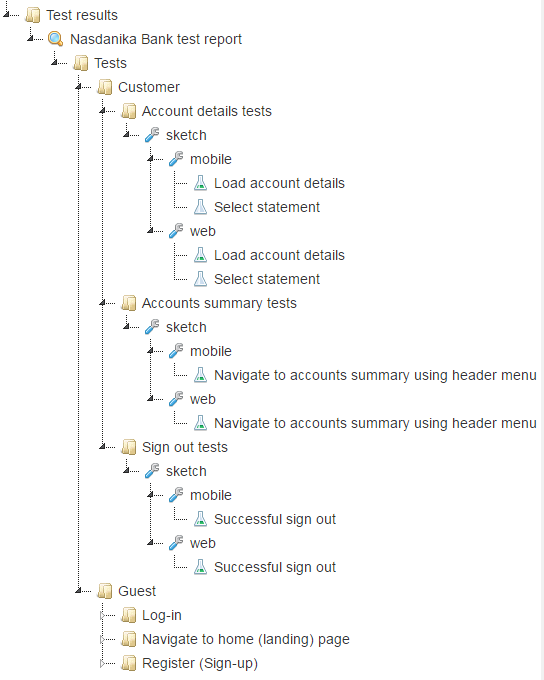 Test results
Nasdanika Bank test report
Tests
Customer
Account details tests
sketch
mobile
Load account details
Select statement
web
Load account details
Select statement
Accounts summary tests
sketch
mobile
Navigate to accounts summary using header menu
web
Navigate to accounts summary using header menu
Sign out tests
sketch
mobile
Successful sign out
web
Successful sign out
Guest
Log-in
Navigate to home (landing) page
Register (Sign-up)